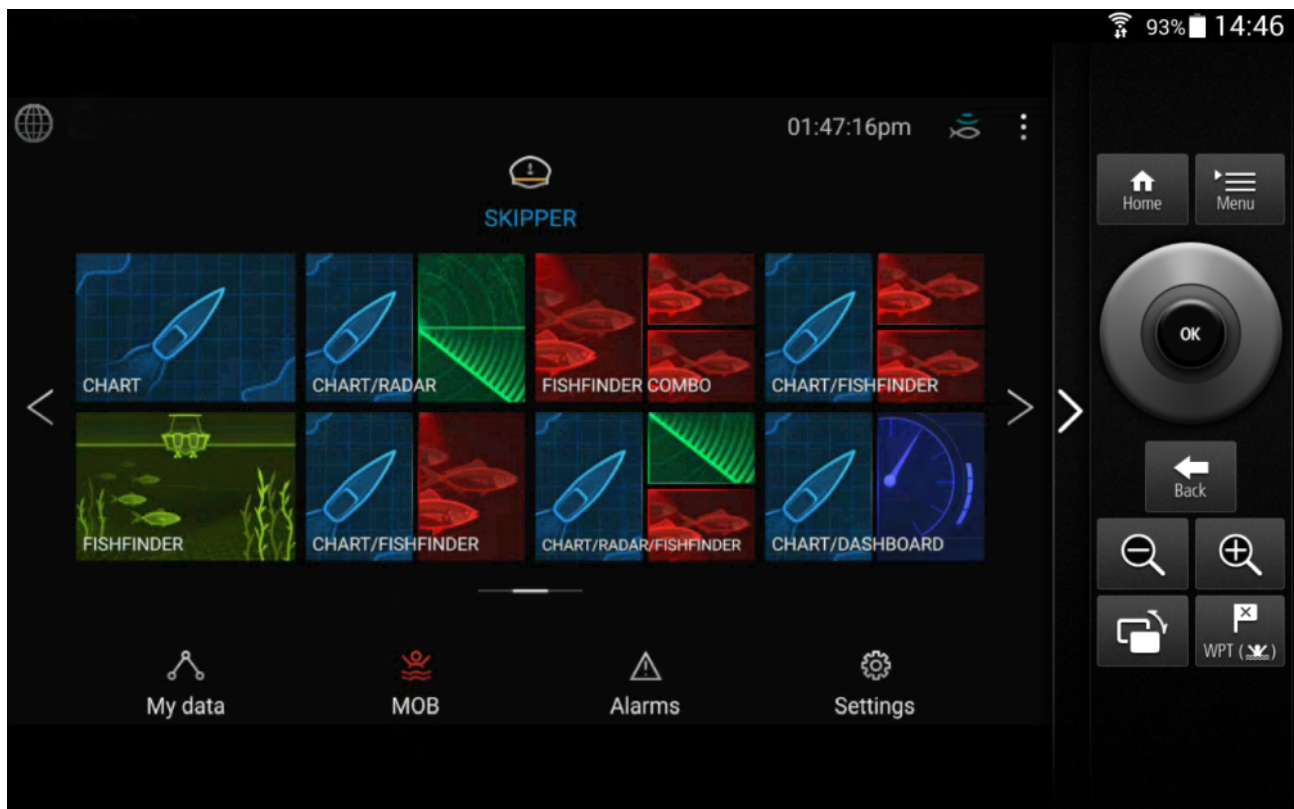 93% 14:46
01:47:16pm
SKIPPER
CHART
CHART/RADAR
FISHFINDER COMBO
CHART/FISHFINDER
FISHFINDER
CHART/FISHFINDER
CHART/RADAR/FISHFINDER
CHART/DASHBOARD
My data
MOB
Alarms
Settings
Home
Menu
OK
Back
WPT ( )